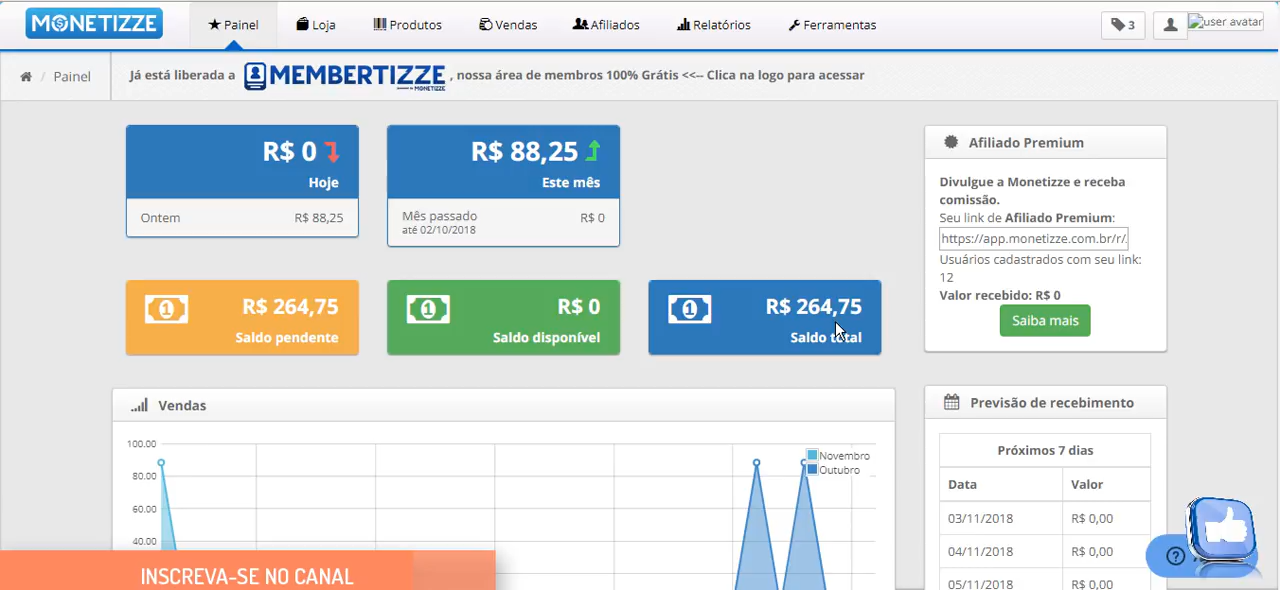 MONETIZZE
Painel
Loja
Produtos
Vendas
Afiliados
Relatórios
Ferramentas
3
user avatar
/ Painel
Já está liberada a MEMBERTIZZE , nossa área de membros 100% Grátis <<-- Clica na logo para acessar
by MONETIZZE
R$ 0
Hoje
Ontem R$ 88,25
R$ 88,25
Este mês
Mês passado R$ 0
até 02/10/2018
Afiliado Premium
Divulgue a Monetizze e receba
comissão.
Seu link de Afiliado Premium:
https://app.monetizze.com.br/r/
Usuários cadastrados com seu link:
12
Valor recebido: R$ 0
Saiba mais
1
R$ 264,75
Saldo pendente
1
R$ 0
Saldo disponível
1
R$ 264,75
Saldo total
Vendas
100.00
80.00
60.00
40.00
Novembro
Outubro
Previsão de recebimento
Próximos 7 dias
Data Valor
03/11/2018 R$ 0,00
04/11/2018 R$ 0,00
05/11/2018 R$ 0,00
?
INSCREVA-SE NO CANAL